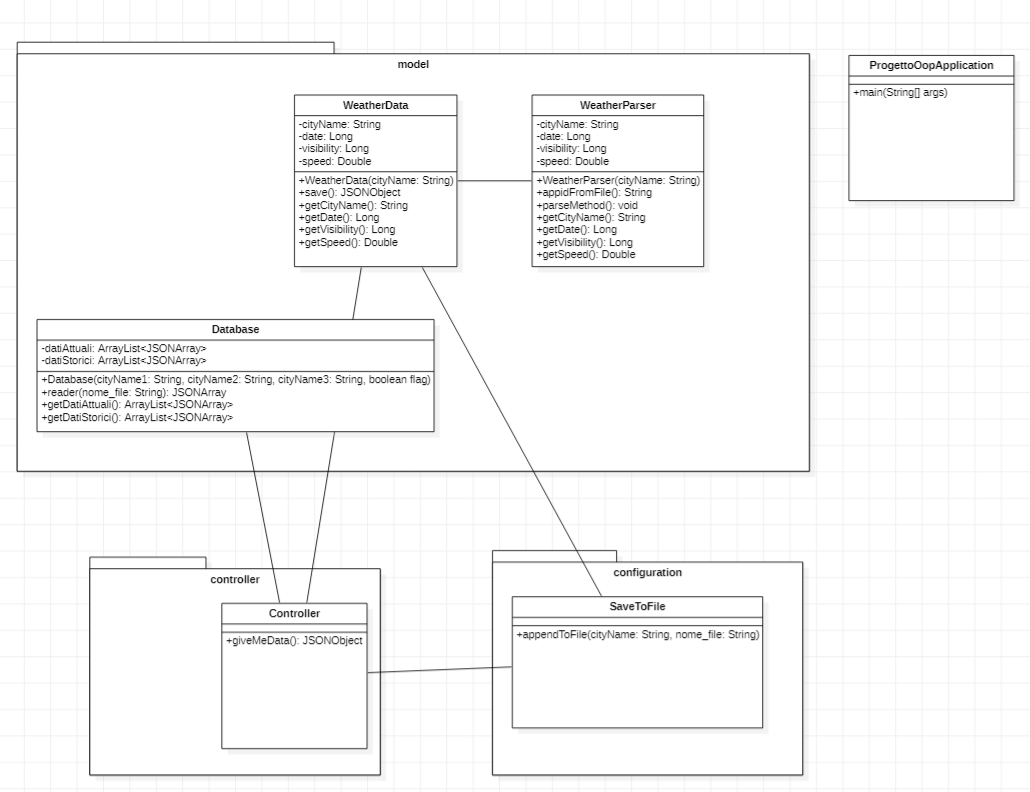 model
WeatherData
-cityName: String
-date: Long
-visibility: Long
-speed: Double
+WeatherData(cityName: String)
+save(): JSONObject
+getCityName(): String
+getDate(): Long
+getVisibility(): Long
+getSpeed(): Double
WeatherParser
-cityName: String
-date: Long
-visibility: Long
-speed: Double
+WeatherParser(cityName: String)
+appidFromFile(): String
+parseMethod(): void
+getCityName(): String
+getDate(): Long
+getVisibility(): Long
+getSpeed(): Double
ProgettoOopApplication
+main(String[] args)
Database
-datiAttuali: ArrayList<JSONArray>
-datiStorici: ArrayList<JSONArray>
+Database(cityName1: String, cityName2: String, cityName3: String, boolean flag)
+reader(nome_file: String): JSONArray
+getDatiAttuali(): ArrayList<JSONArray>
+getDatiStorici(): ArrayList<JSONArray>
controller
Controller
+giveMeData(): JSONObject
configuration
SaveToFile
+appendToFile(cityName: String, nome_file: String)